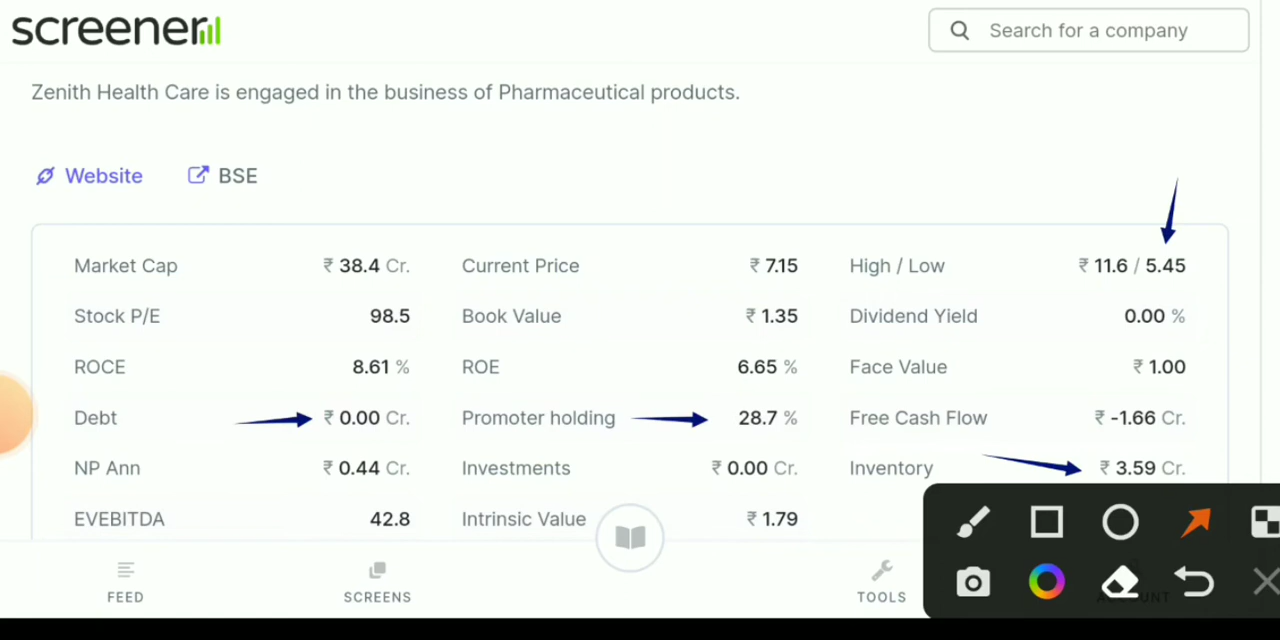 screener
Search for a company
Zenith Health Care is engaged in the business of Pharmaceutical products.
Website BSE
Market Cap ₹ 38.4 Cr. Current Price ₹ 7.15 High / Low ₹ 11.6 / 5.45
Stock P/E 98.5 Book Value ₹ 1.35 Dividend Yield 0.00 %
ROCE 8.61 % ROE 6.65 % Face Value ₹ 1.00
Debt ₹ 0.00 Cr. Promoter holding 28.7 % Free Cash Flow ₹ -1.66 Cr.
NP Ann ₹ 0.44 Cr. Investments ₹ 0.00 Cr. Inventory ₹ 3.59 Cr.
EVEBITDA 42.8 Intrinsic Value ₹ 1.79
FEED SCREENS TOOLS ACCOUNT